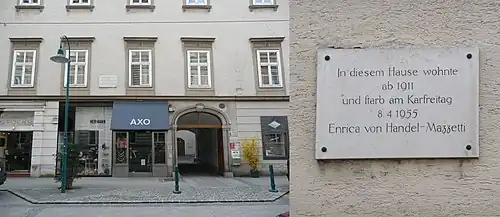 AXO
In diesem Hause wohnte
ab 1911
und starb am Karfreitag
8 4 1955
Enrica von Handel-Mazzetti